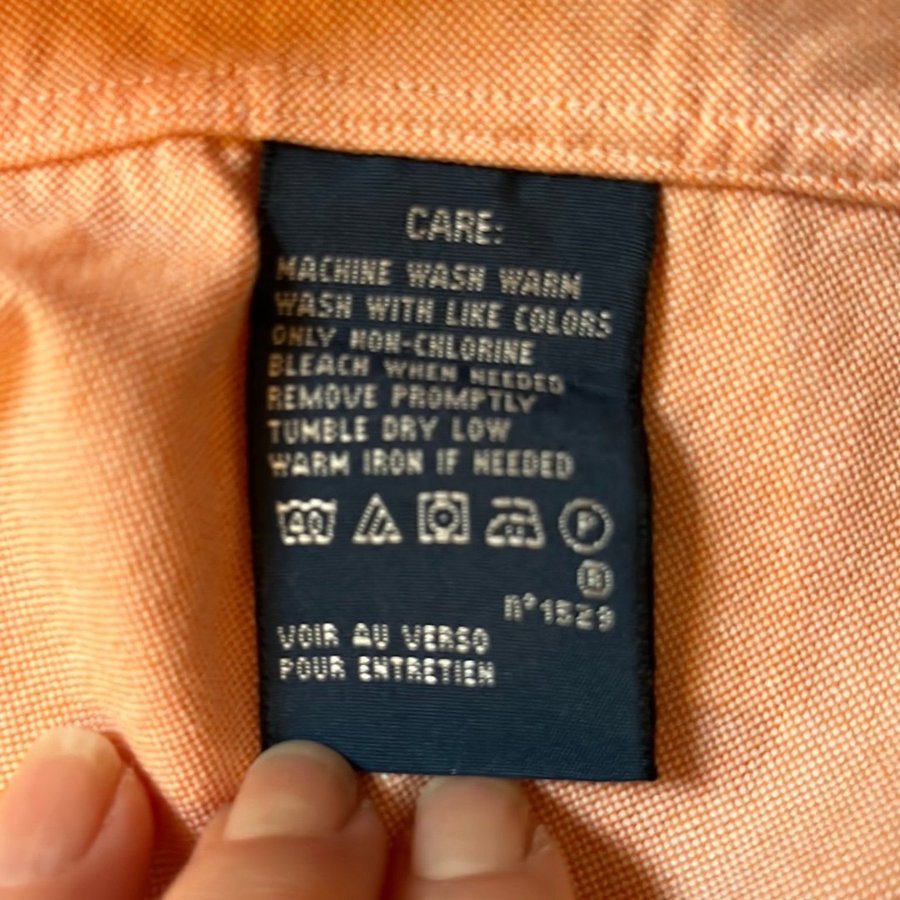 CARE:
MACHINE WASH WARM
WASH WITH LIKE COLORS
ONLY NON-CHLORINE
BLEACH WHEN NEEDED
REMOVE PROMPTLY
TUMBLE DRY LOW
WARM IRON IF NEEDED
40 P
®
n°1529
VOIR AU VERSO
POUR ENTRETIEN